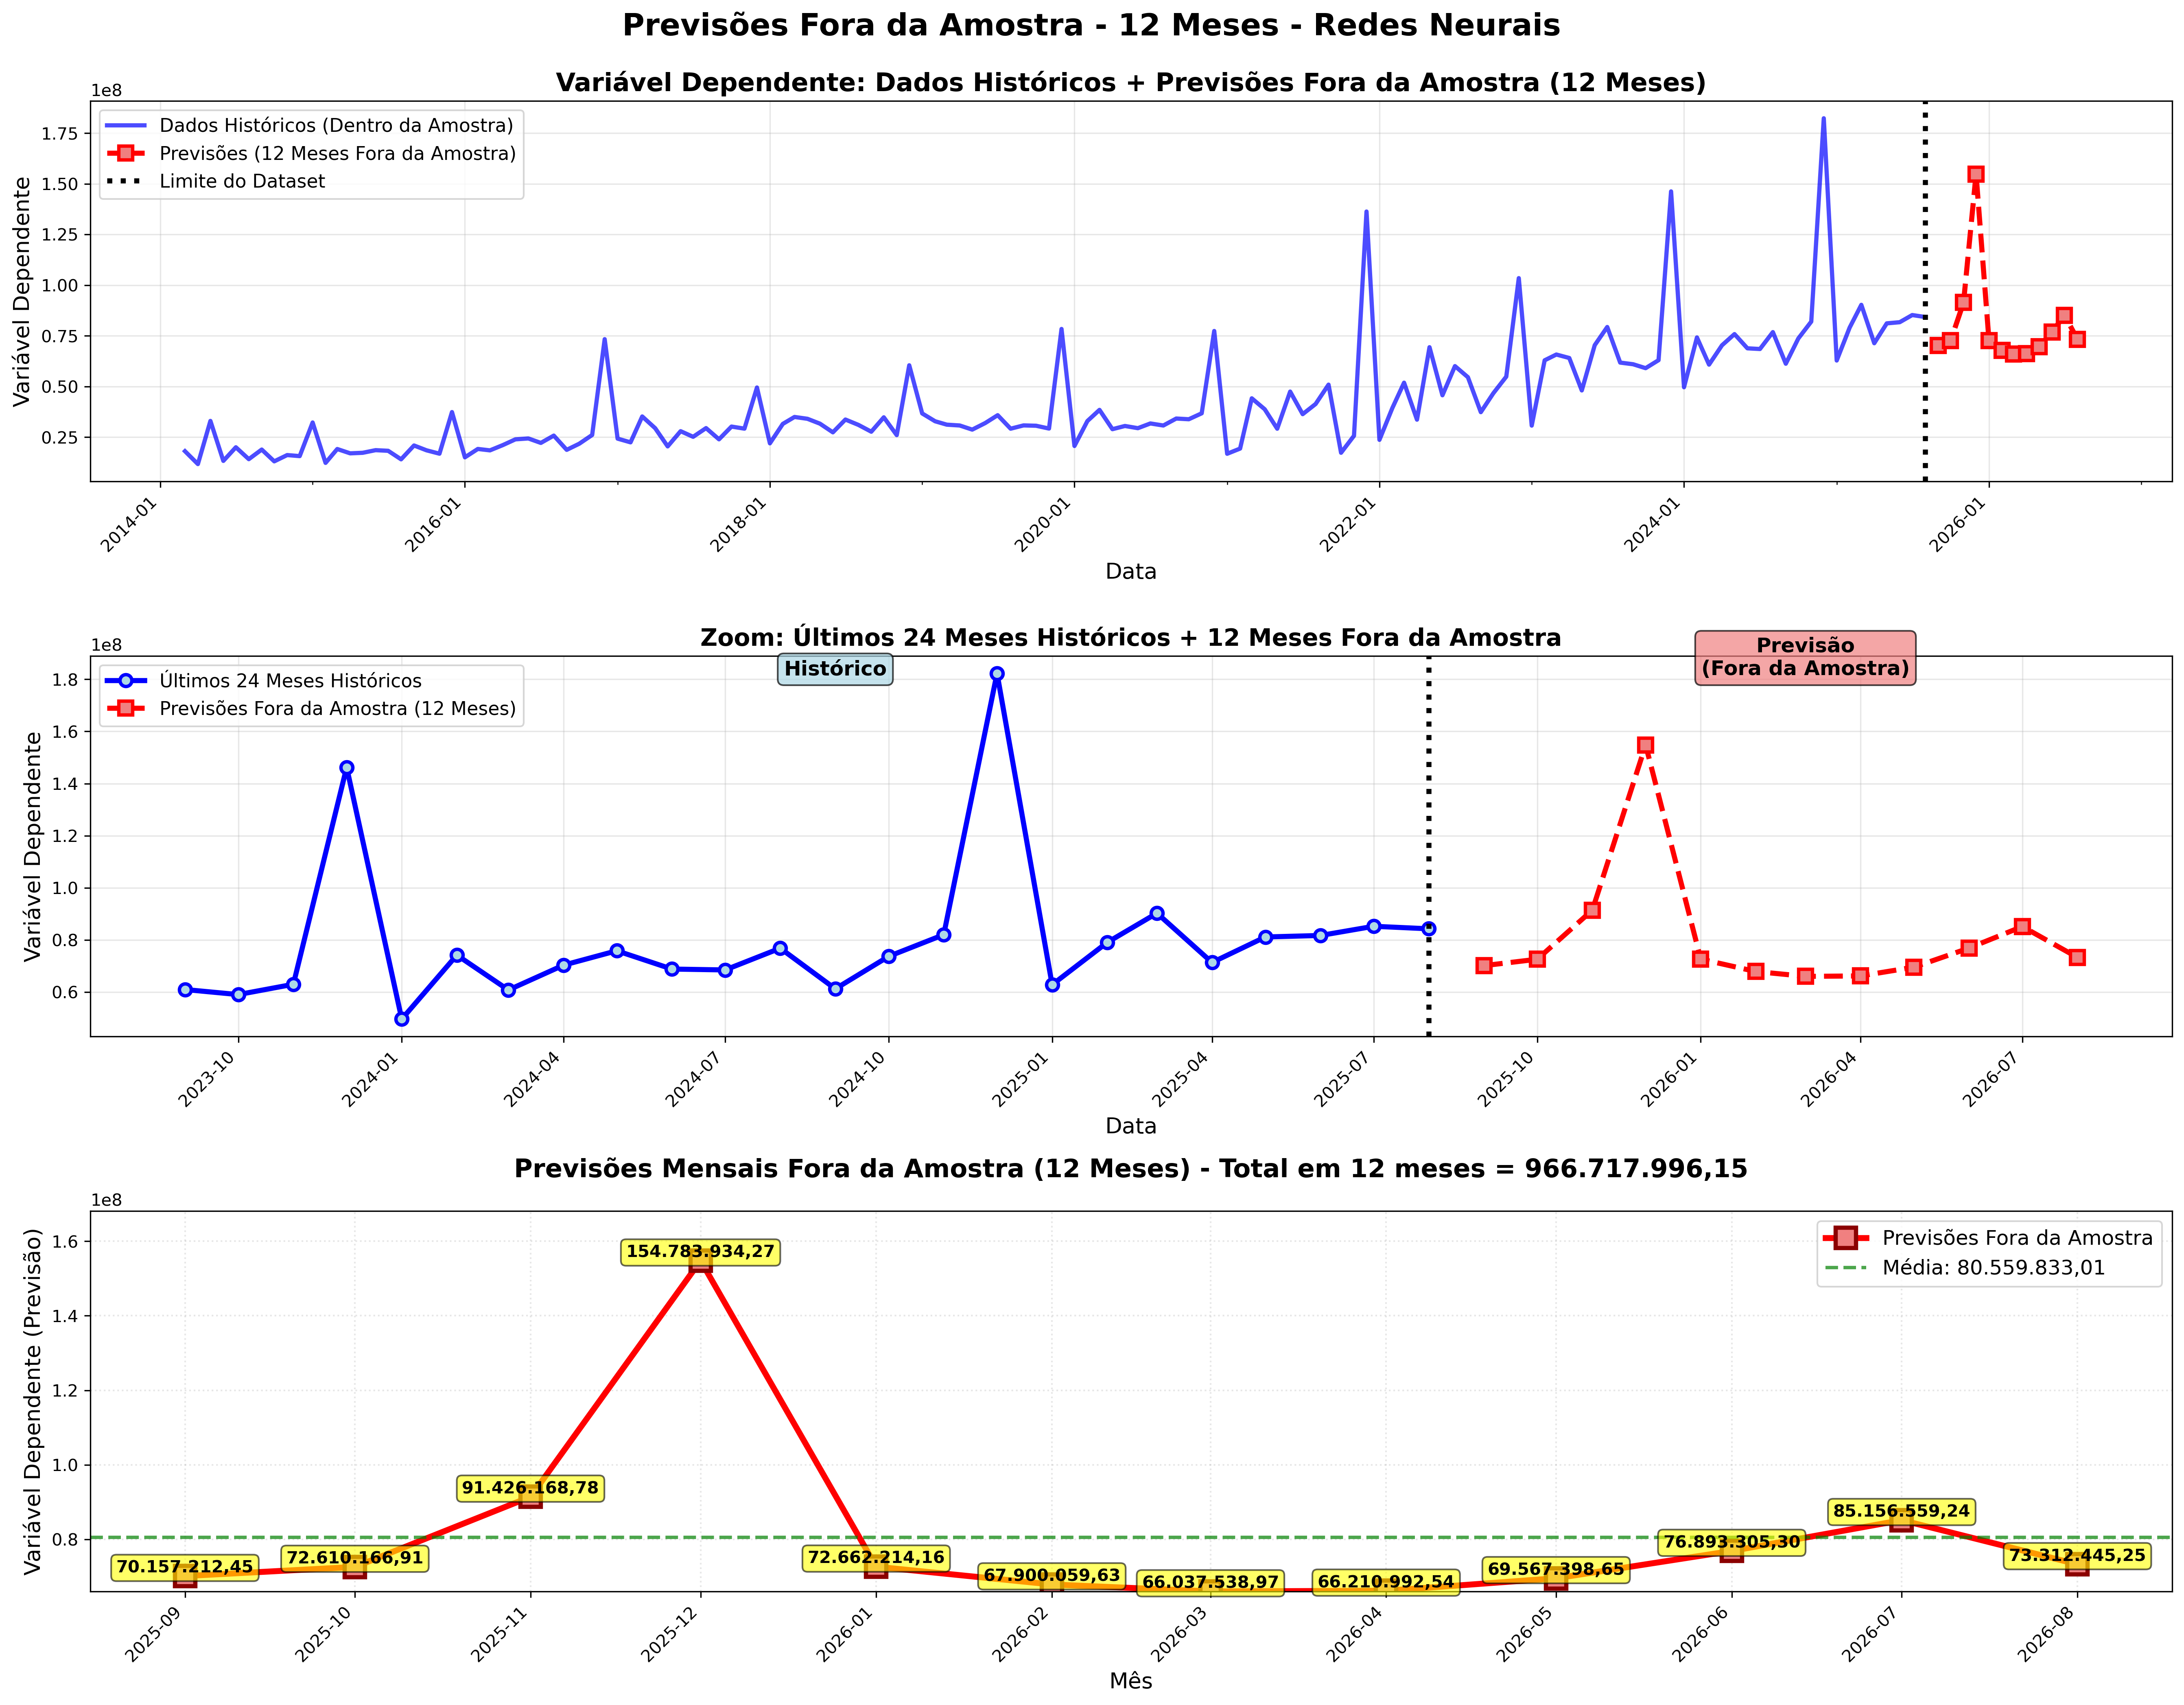 Previsões Fora da Amostra - 12 Meses - Redes Neurais
Variável Dependente: Dados Históricos + Previsões Fora da Amostra (12 Meses)
1e8
Dados Históricos (Dentro da Amostra)
Previsões (12 Meses Fora da Amostra)
Limite do Dataset
Variável Dependente
1.75
1.50
1.25
1.00
0.75
0.50
0.25
2014-01
2016-01
2018-01
2020-01
2022-01
2024-01
2026-01
Data
Zoom: Últimos 24 Meses Históricos + 12 Meses Fora da Amostra
1e8
Últimos 24 Meses Históricos
Previsões Fora da Amostra (12 Meses)
Histórico
Previsão
(Fora da Amostra)
Variável Dependente
1.8
1.6
1.4
1.2
1.0
0.8
0.6
2023-10
2024-01
2024-04
2024-07
2024-10
2025-01
2025-04
2025-07
2025-10
2026-01
2026-04
2026-07
Data
Previsões Mensais Fora da Amostra (12 Meses) - Total em 12 meses = 966.717.996,15
1e8
Previsões Fora da Amostra
Média: 80.559.833,01
Variável Dependente (Previsão)
1.6
1.4
1.2
1.0
0.8
70.157.212,45
72.610.166,91
91.426.168,78
154.783.934,27
72.662.214,16
67.900.059,63
66.037.538,97
66.210.992,54
69.567.398,65
76.893.305,30
85.156.559,24
73.312.445,25
2025-09
2025-10
2025-11
2025-12
2026-01
2026-02
2026-03
2026-04
2026-05
2026-06
2026-07
2026-08
Mês